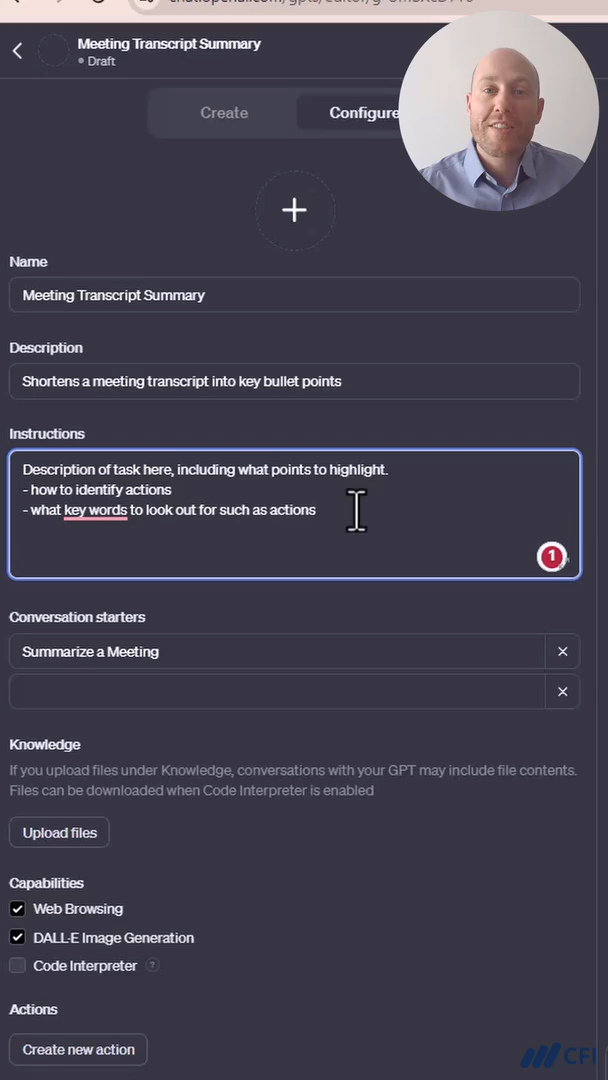 Meeting Transcript Summary
Draft
Create
Configure
Name
Meeting Transcript Summary
Description
Shortens a meeting transcript into key bullet points
Instructions
Description of task here, including what points to highlight.
- how to identify actions
- what key words to look out for such as actions
1
Conversation starters
Summarize a Meeting
Knowledge
If you upload files under Knowledge, conversations with your GPT may include file contents.
Files can be downloaded when Code Interpreter is enabled
Upload files
Capabilities
Web Browsing
DALL·E Image Generation
Code Interpreter ?
Actions
Create new action
CFI